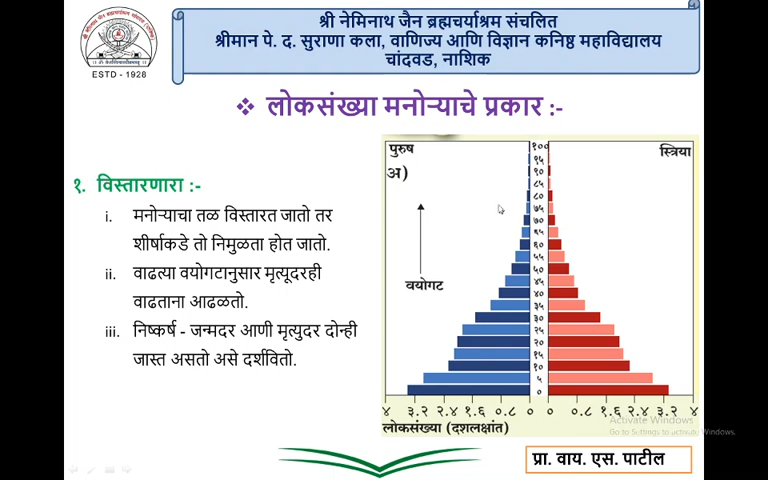 श्री नेमिनाथ जैन ब्रह्मचर्याश्रम संचलित
श्रीमान पे. द. सुराणा कला, वाणिज्य आणि विज्ञान कनिष्ठ महाविद्यालय
चांदवड, नाशिक
ESTD - 1928
❖ लोकसंख्या मनोऱ्याचे प्रकार :-
१. विस्तारणारा :-
i. मनोऱ्याचा तळ विस्तारत जातो तर
शीर्षाकडे तो निमुळता होत जातो.
ii. वाढत्या वयोगटानुसार मृत्यूदरही
वाढताना आढळतो.
iii. निष्कर्ष - जन्मदर आणी मृत्युदर दोन्ही
जास्त असतो असे दर्शवितो.
पुरुष
स्त्रिया
अ)
वयोगट
१००
९५
९०
८५
८०
७५
७०
६५
६०
५५
५०
४५
४०
३५
३०
२५
२०
१५
१०
५
०
४ ३.२ २.४ १.६ ०.८ ० ० ०.८ १.६ २.४ ३.२ ४
लोकसंख्या (दशलक्षांत)
Activate Windows
Go to Settings to activate Windows.
प्रा. वाय. एस. पाटील